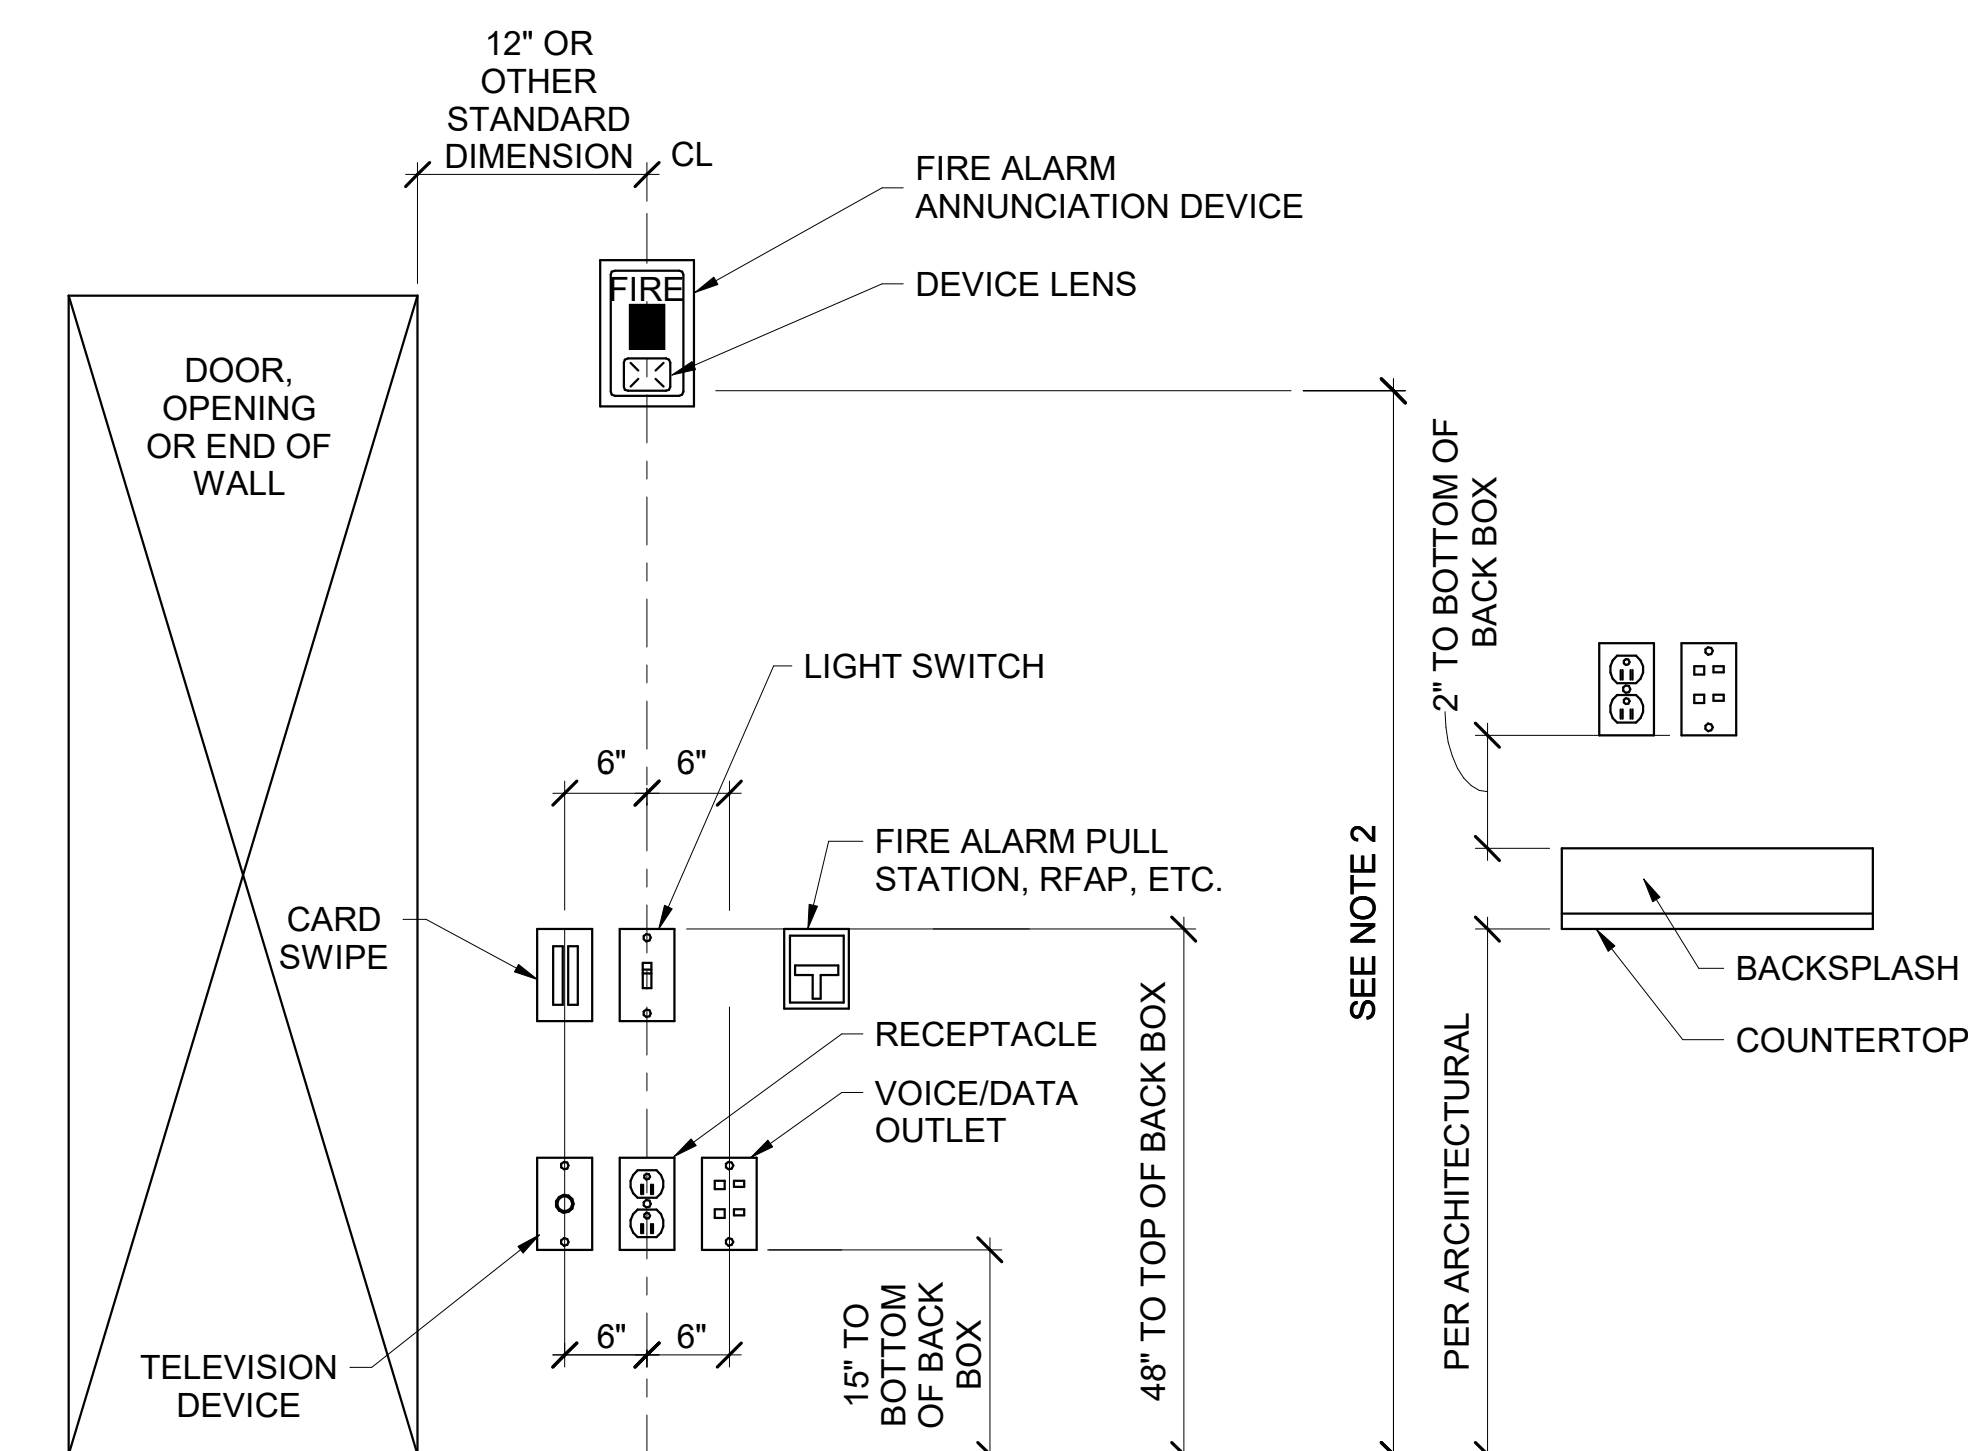 12" OR
OTHER
STANDARD
DIMENSION
CL
FIRE ALARM
ANNUNCIATION DEVICE
DEVICE LENS
FIRE
DOOR,
OPENING
OR END OF
WALL
2" TO BOTTOM OF
BACK BOX
LIGHT SWITCH
6"
6"
FIRE ALARM PULL
STATION, RFAP, ETC.
SEE NOTE 2
CARD
SWIPE
BACKSPLASH
COUNTERTOP
RECEPTACLE
VOICE/DATA
OUTLET
48" TO TOP OF BACK BOX
PER ARCHITECTURAL
6"
6"
15" TO
BOTTOM
OF BACK
BOX
TELEVISION
DEVICE